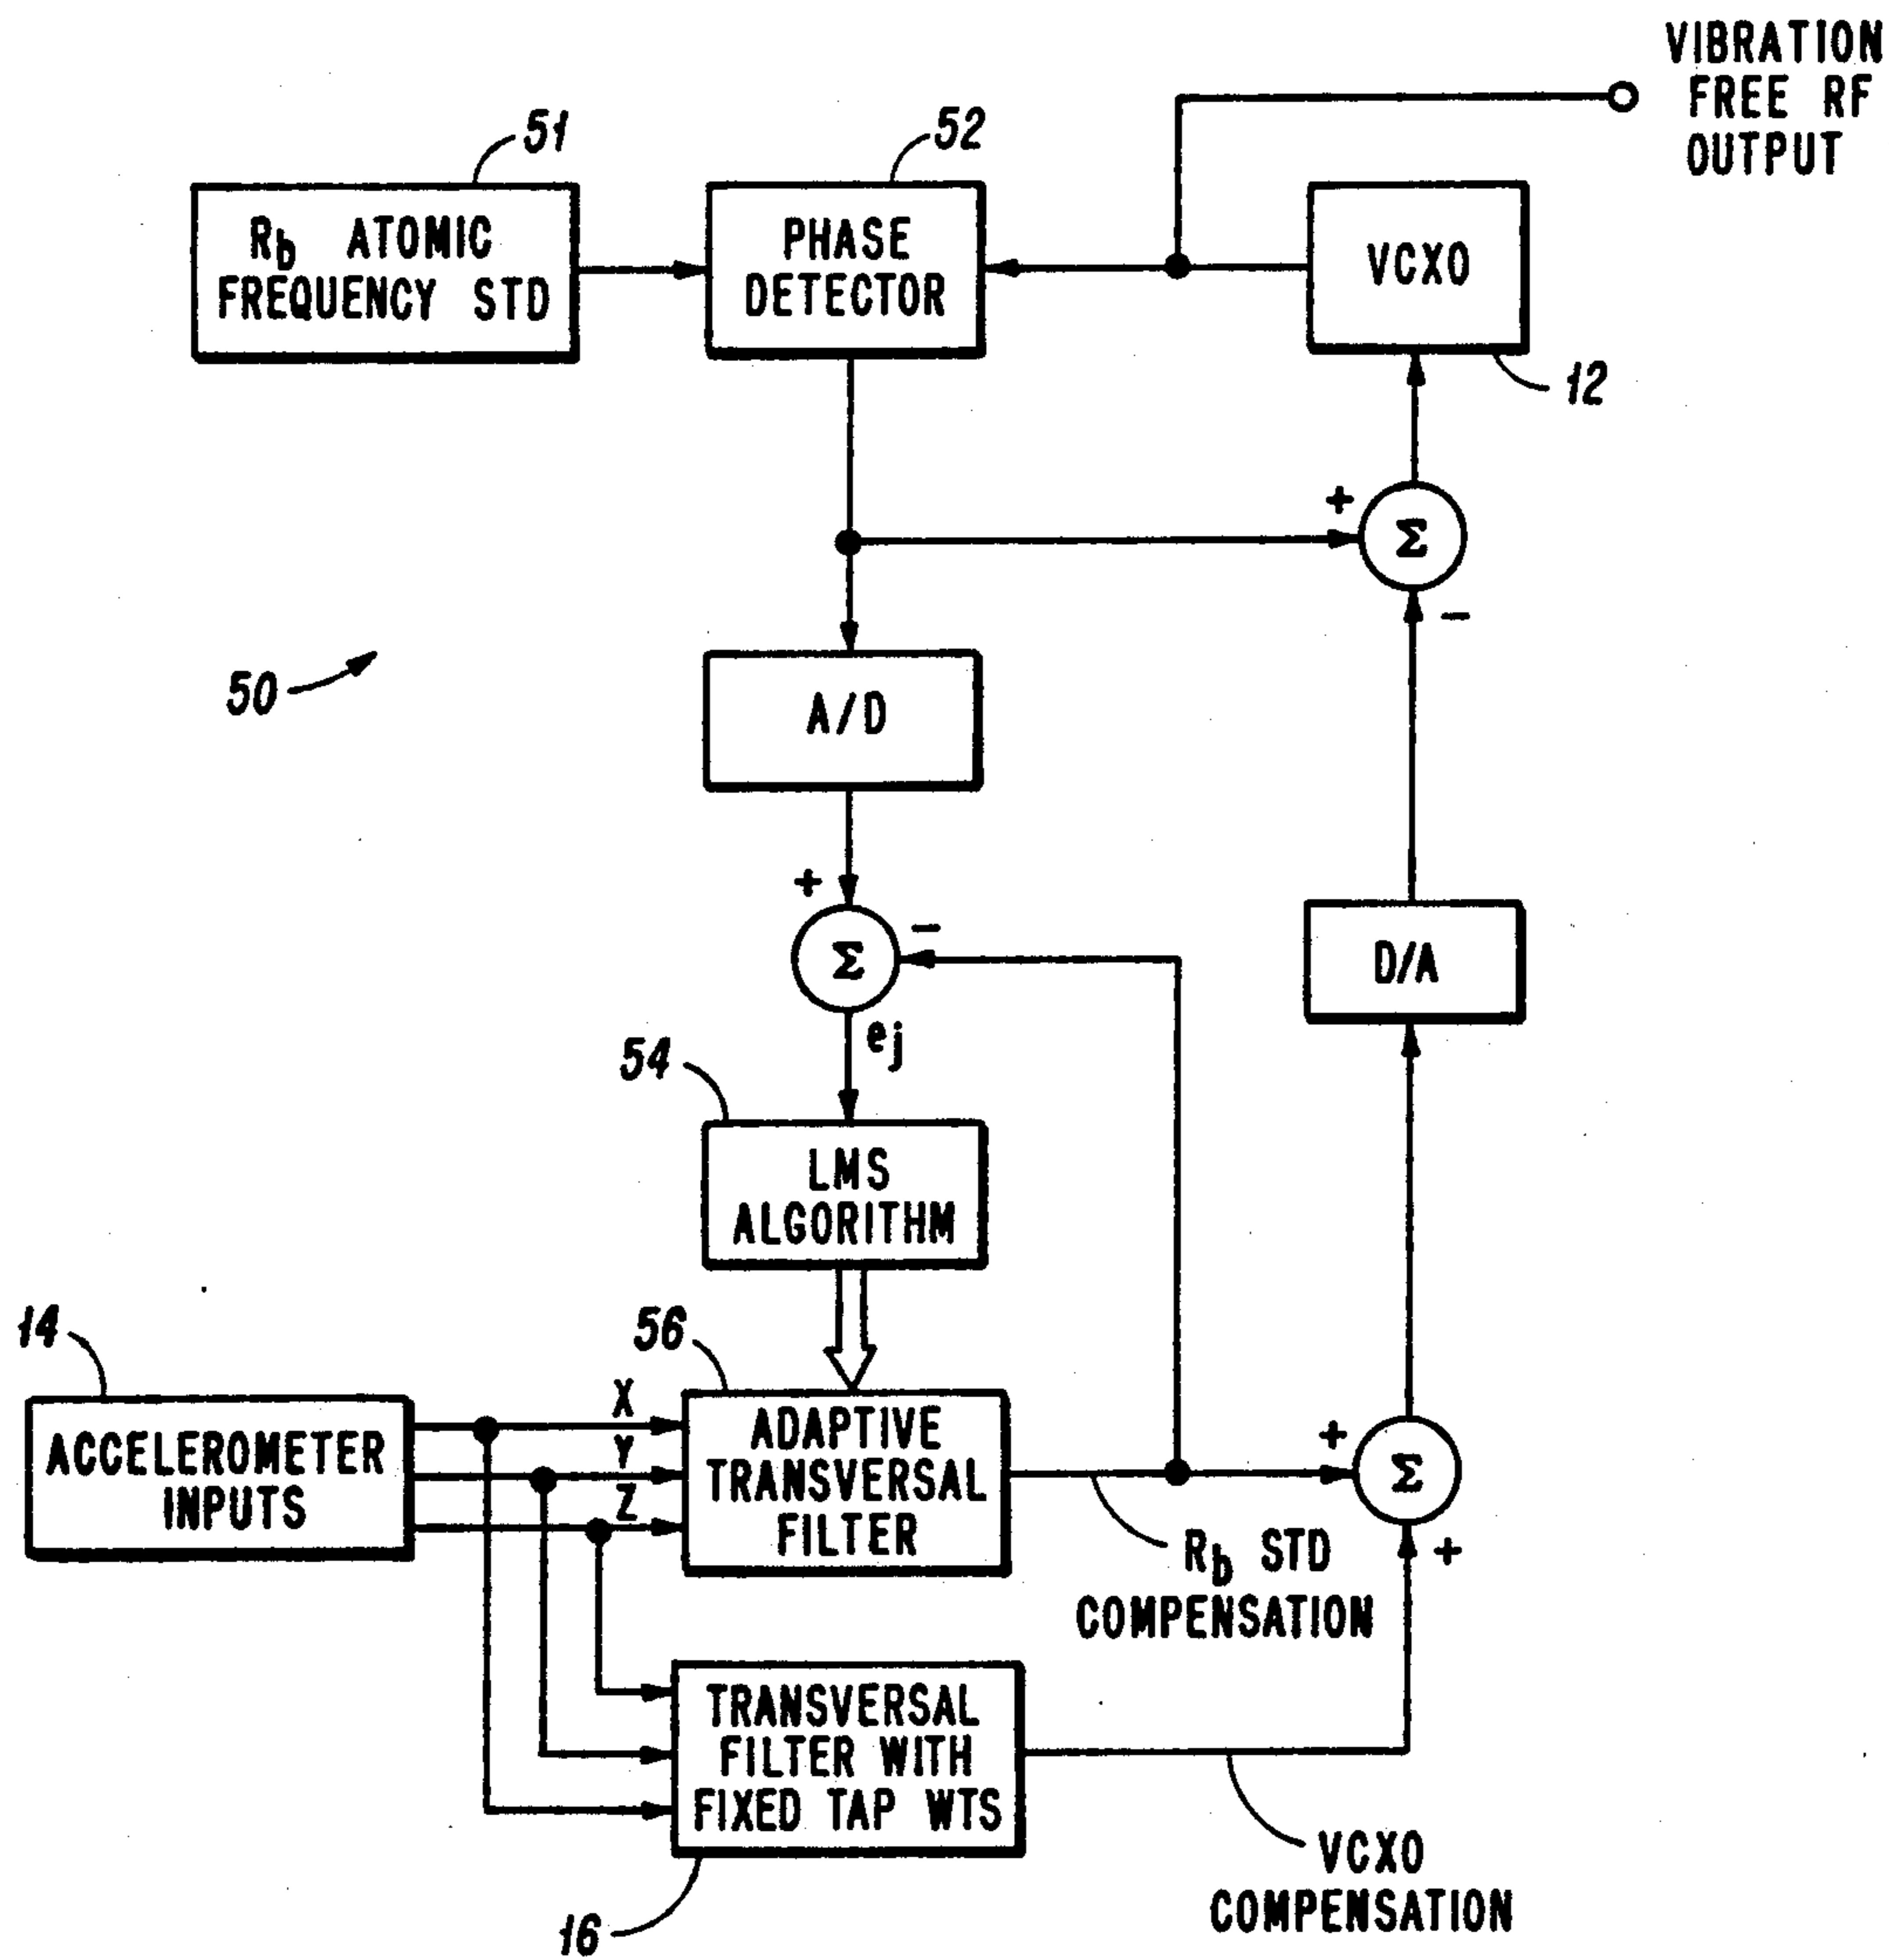 VIBRATION
FREE RF
OUTPUT
51
52
Rb ATOMIC
FREQUENCY STD
PHASE
DETECTOR
VCXO
12
+
Σ
−
50
A/D
+
−
Σ
D/A
ej
54
LMS
ALGORITHM
14
56
X
Y
Z
ACCELEROMETER
INPUTS
ADAPTIVE
TRANSVERSAL
FILTER
+
Σ
+
Rb STD
COMPENSATION
TRANSVERSAL
FILTER WITH
FIXED TAP WTS
VCXO
COMPENSATION
16